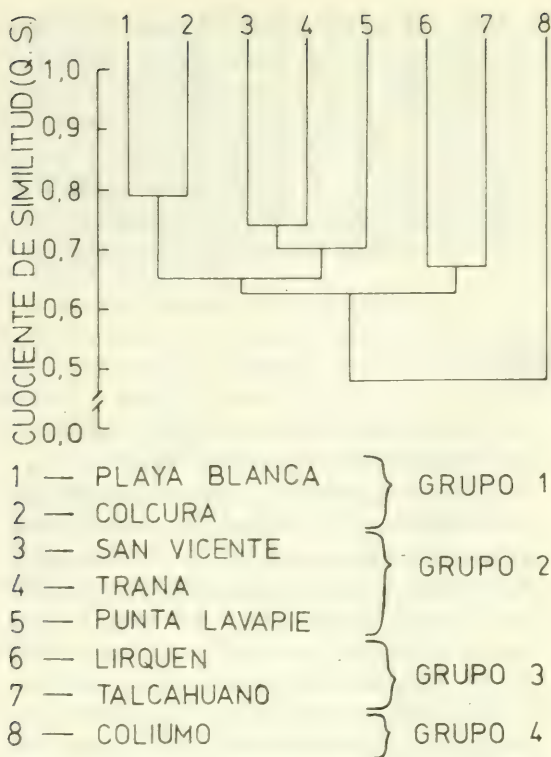 CUOCIENTE DE SIMILITUD (Q.S)
1 2 3 4 5 6 7 8
1,0
0,9
0,8
0,7
0,6
0,5
0,0
1 — PLAYA BLANCA
2 — COLCURA
GRUPO 1
3 — SAN VICENTE
4 — TRANA
5 — PUNTA LAVAPIE
GRUPO 2
6 — LIRQUEN
7 — TALCAHUANO
GRUPO 3
8 — COLIUMO
GRUPO 4